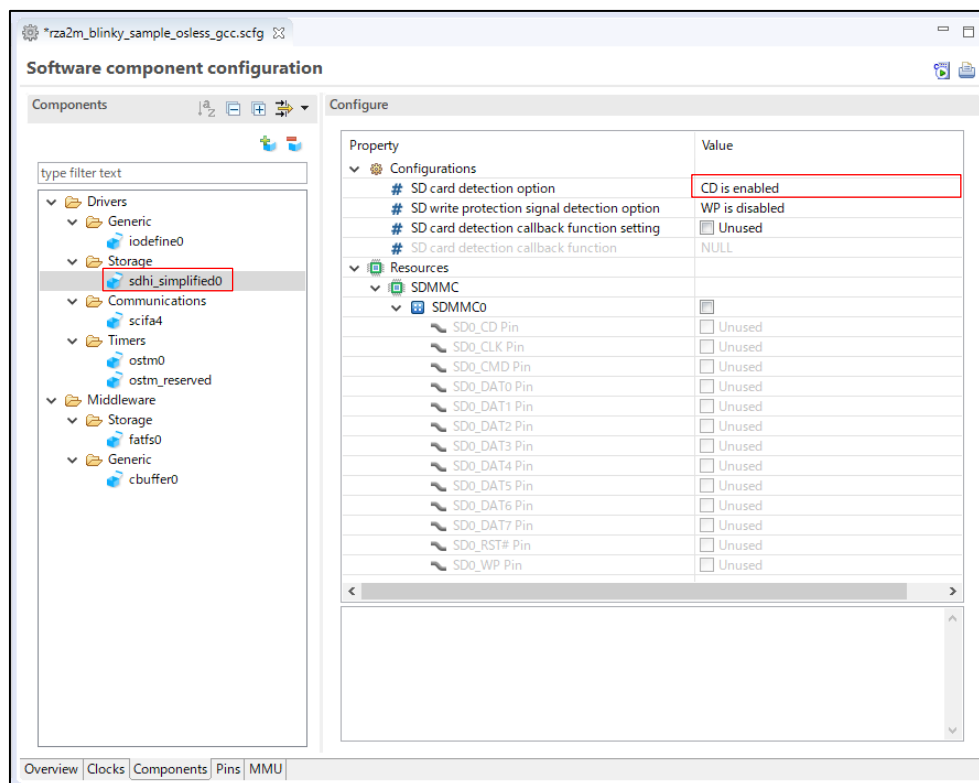 *rza2m_blinky_sample_osless_gcc.scfg
Software component configuration
Components
type filter text
Drivers
Generic
iodefine0
Storage
sdhi_simplified0
Communications
scifa4
Timers
ostm0
ostm_reserved
Middleware
Storage
fatfs0
Generic
cbuffer0
Configure
Property Value
Configurations
# SD card detection option CD is enabled
# SD write protection signal detection option WP is disabled
# SD card detection callback function setting Unused
# SD card detection callback function NULL
Resources
SDMMC
SDMMC0
SD0_CD Pin Unused
SD0_CLK Pin Unused
SD0_CMD Pin Unused
SD0_DAT0 Pin Unused
SD0_DAT1 Pin Unused
SD0_DAT2 Pin Unused
SD0_DAT3 Pin Unused
SD0_DAT4 Pin Unused
SD0_DAT5 Pin Unused
SD0_DAT6 Pin Unused
SD0_DAT7 Pin Unused
SD0_RST# Pin Unused
SD0_WP Pin Unused
Overview Clocks Components Pins MMU